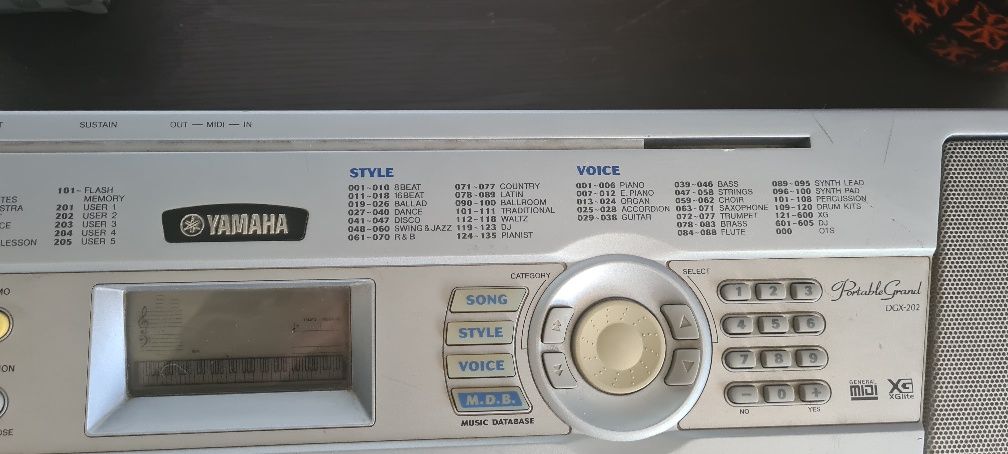 SUSTAIN OUT — MIDI — IN
101~ FLASH
MEMORY
201 USER 1
202 USER 2
203 USER 3
204 USER 4
LESSON 205 USER 5
YAMAHA
STYLE
001~010 8BEAT
011~018 16BEAT
019~026 BALLAD
027~040 DANCE
041~047 DISCO
048~060 SWING & JAZZ
061~070 R & B
071~077 COUNTRY
078~089 LATIN
090~100 BALLROOM
101~111 TRADITIONAL
112~118 WALTZ
119~123 DJ
124~135 PIANIST
VOICE
001~006 PIANO
007~012 E.PIANO
013~024 ORGAN
025~028 ACCORDION
029~038 GUITAR
039~046 BASS
047~058 STRINGS
059~062 CHOIR
063~071 SAXOPHONE
072~077 TRUMPET
078~083 BRASS
084~088 FLUTE
089~095 SYNTH LEAD
096~100 SYNTH PAD
101~108 PERCUSSION
109~120 DRUM KITS
121~600 XG
601~605 DJ
000 OTS
CATEGORY
SELECT
SONG
STYLE
VOICE
M.D.B.
MUSIC DATABASE
1 2 3
4 5 6
7 8 9
− 0 +
NO YES
PortableGrand
DGX-202
GENERAL
MIDI
XG
XGlite